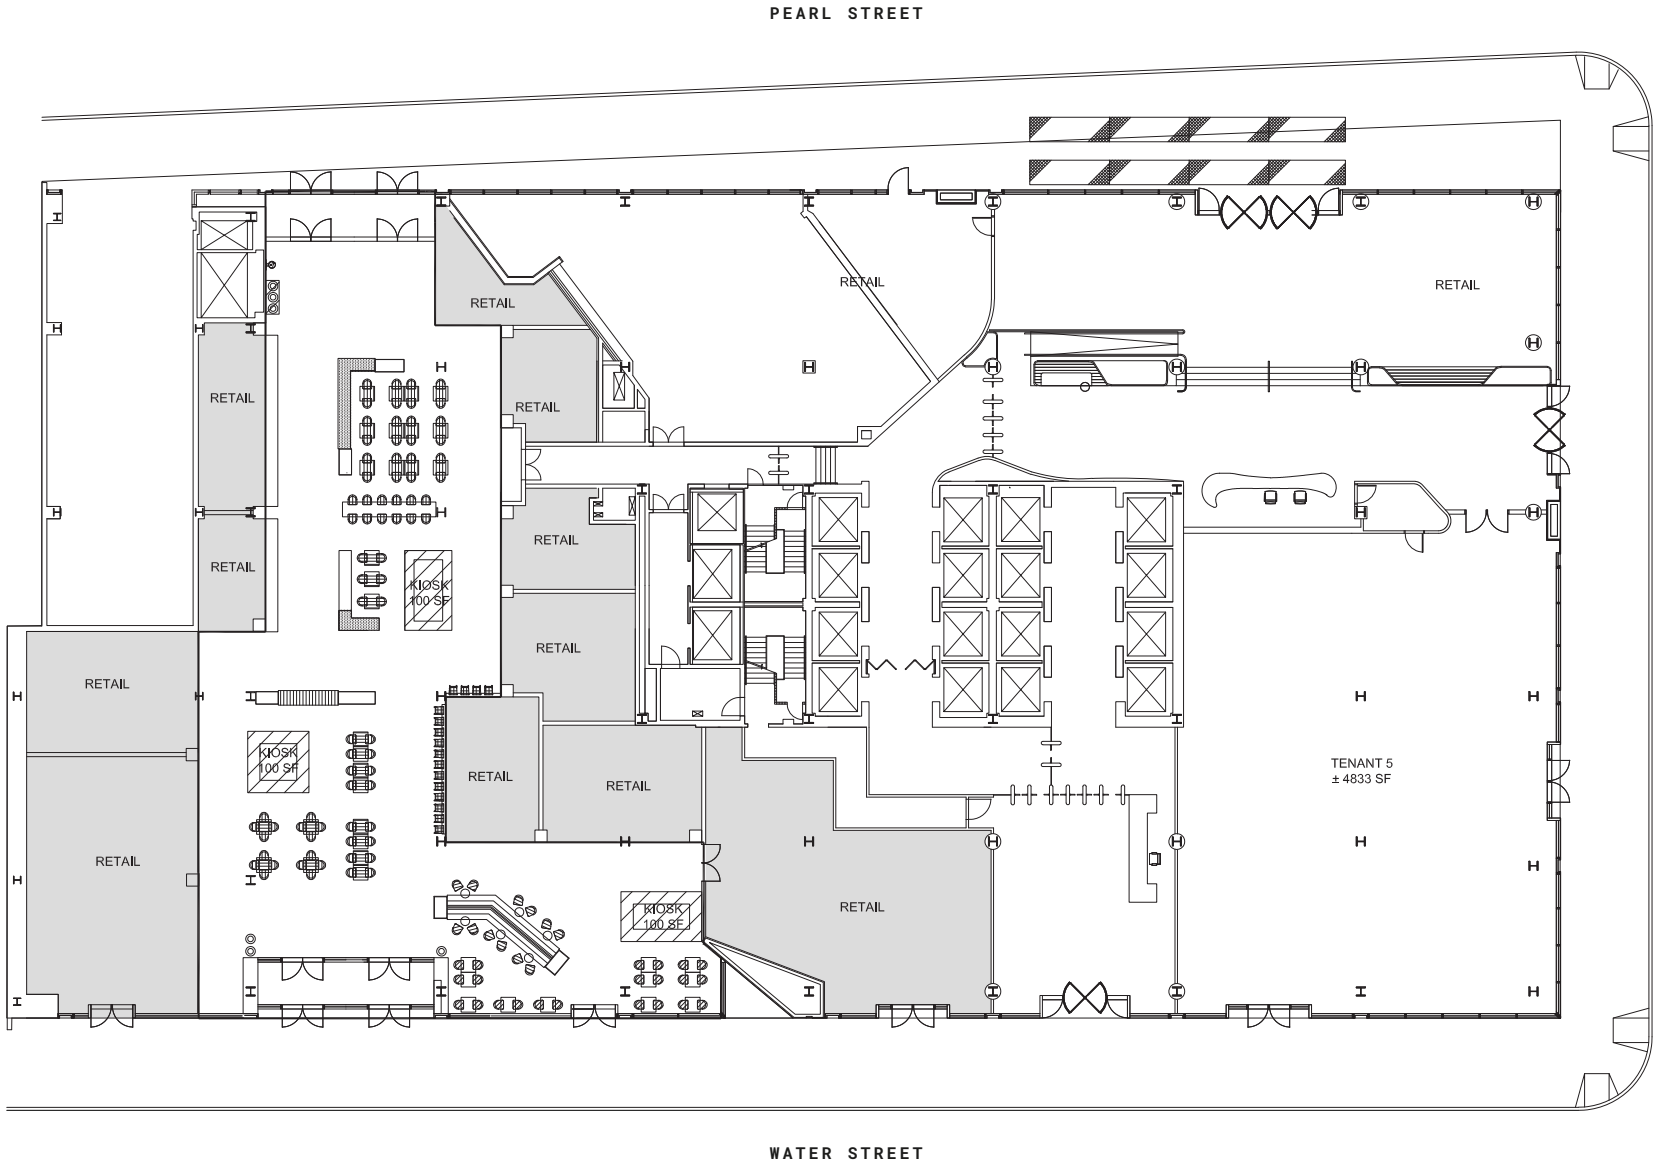 PEARL STREET
RETAIL
RETAIL
RETAIL
RETAIL
RETAIL
RETAIL
RETAIL
KIOSK
100 SF
RETAIL
RETAIL
KIOSK
100 SF
RETAIL
RETAIL
TENANT 5
± 4833 SF
RETAIL
KIOSK
100 SF
RETAIL
WATER STREET